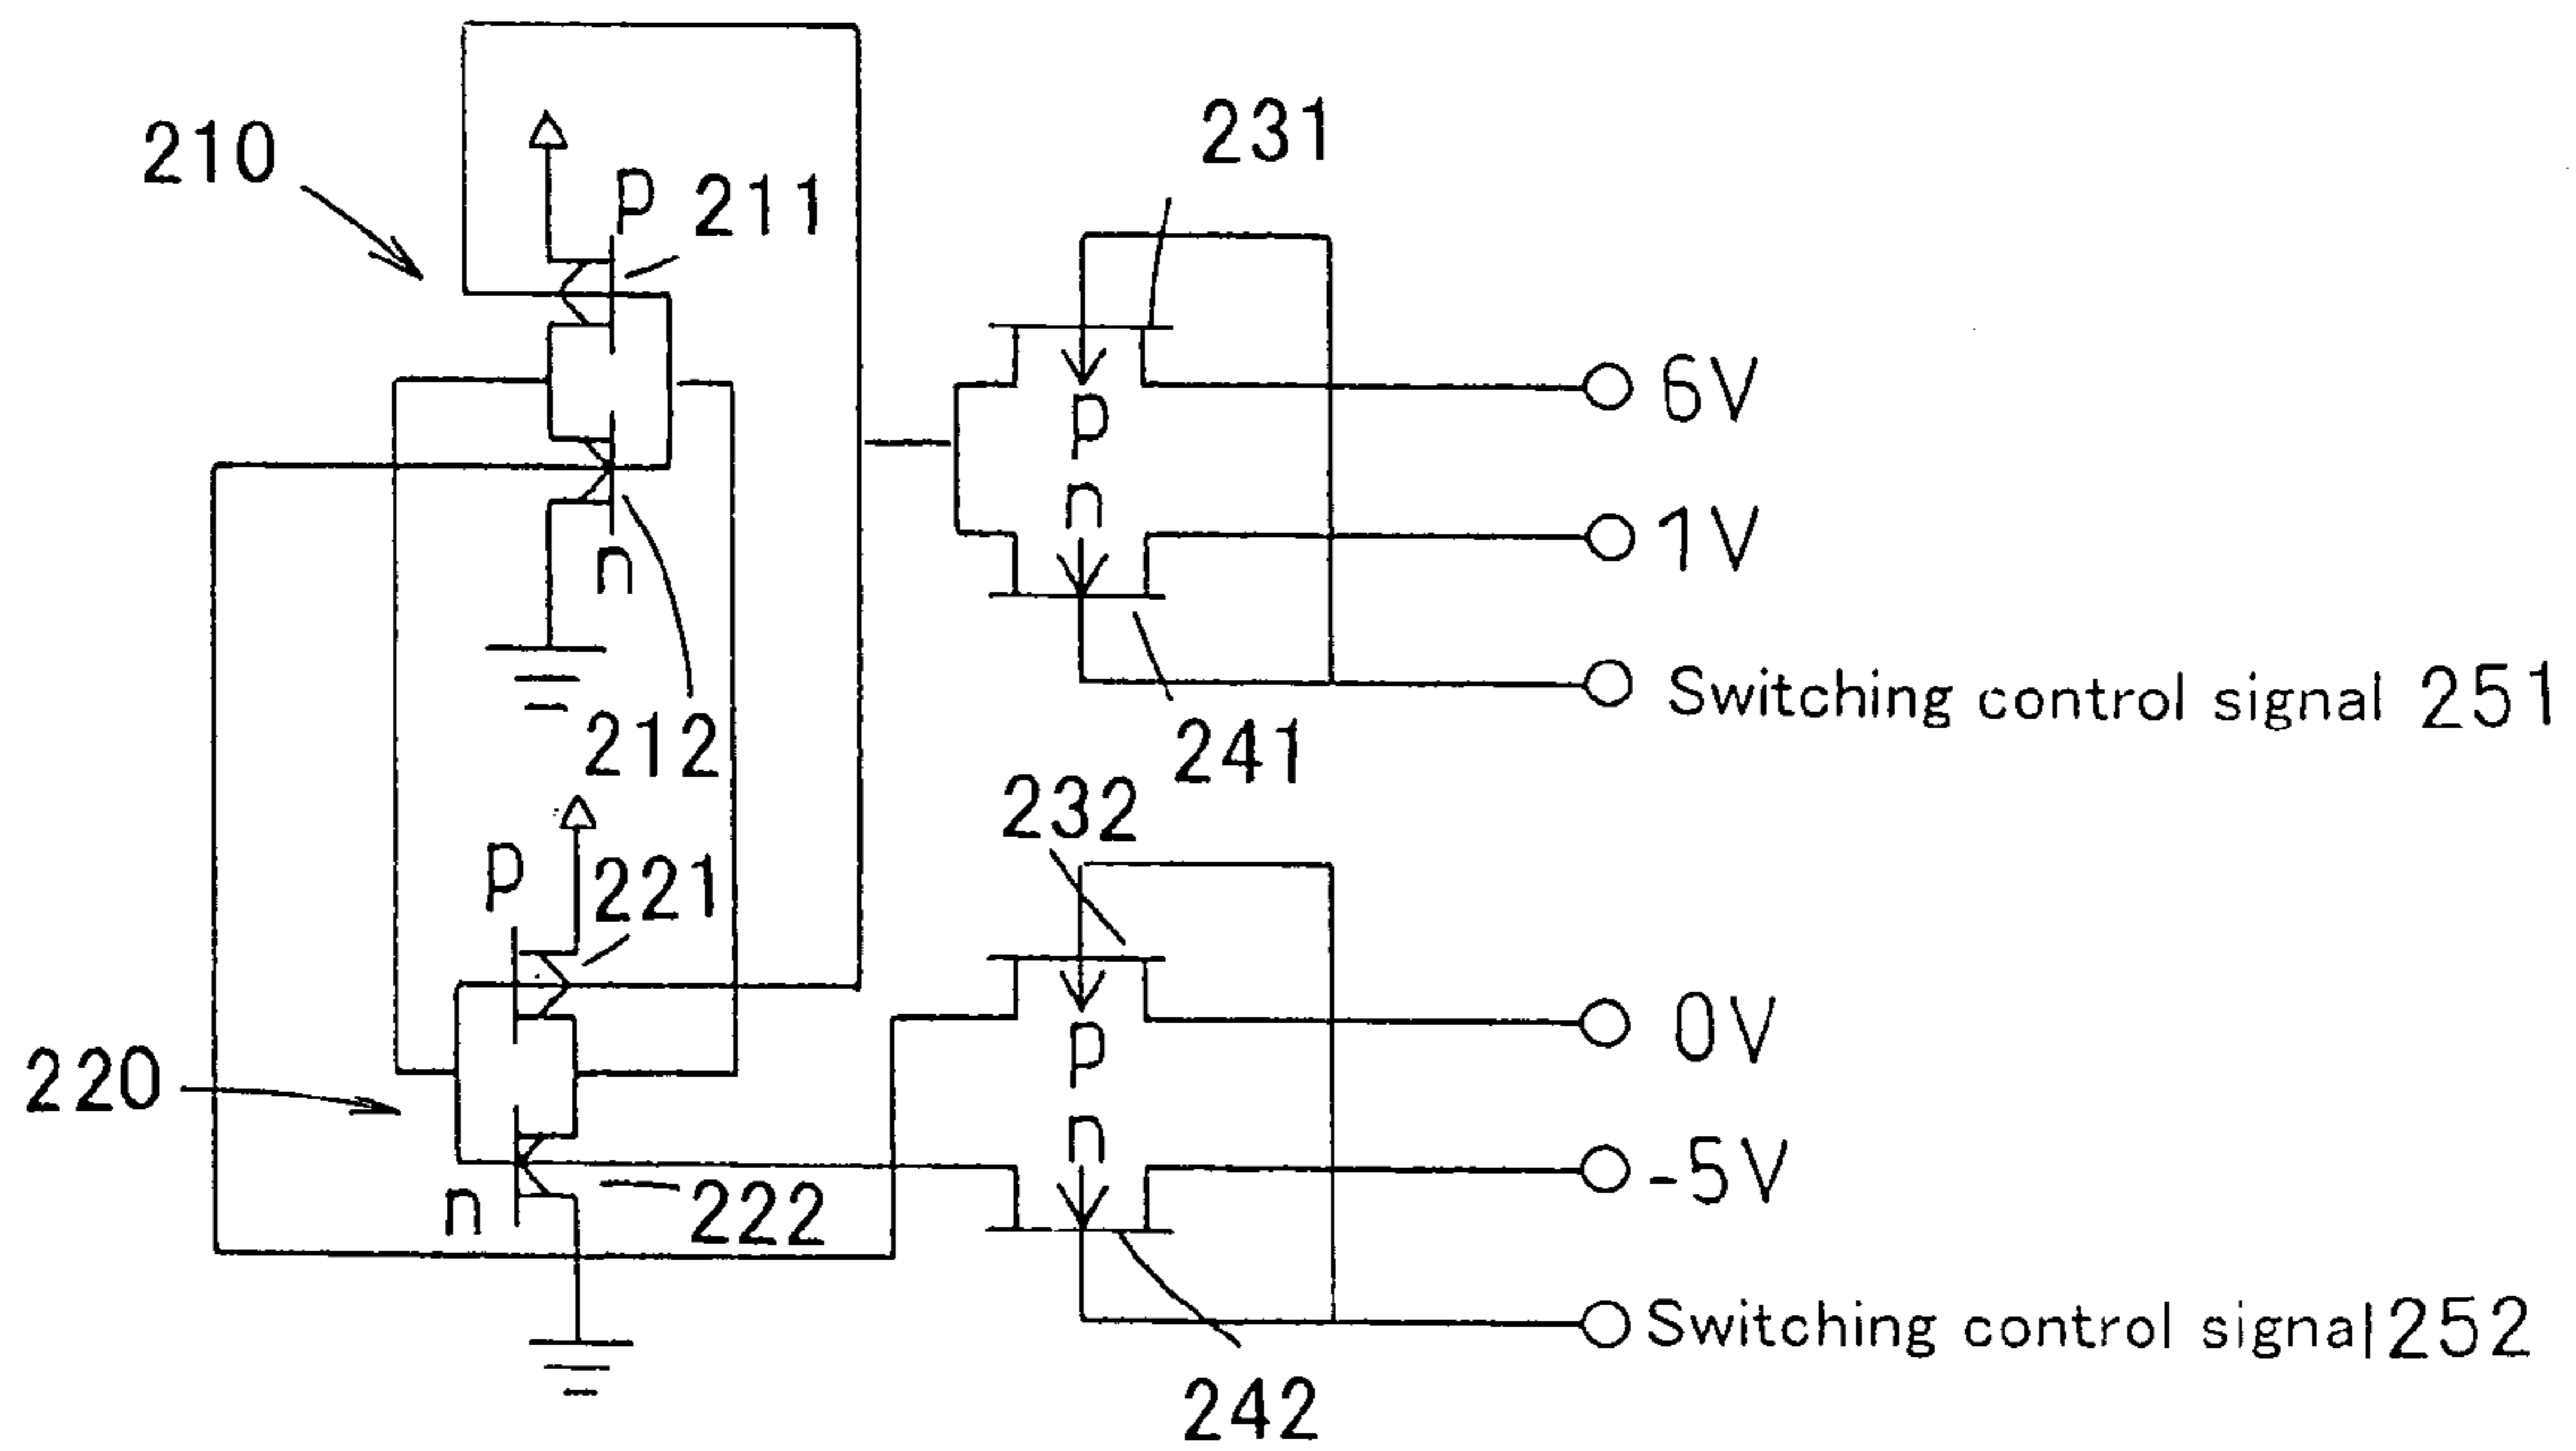 231
210
p 211
6V
p
n
1V
n
Switching control signal 251
212
241
232
p
221
0V
p
220
n
-5V
n
222
Switching control signal 252
242